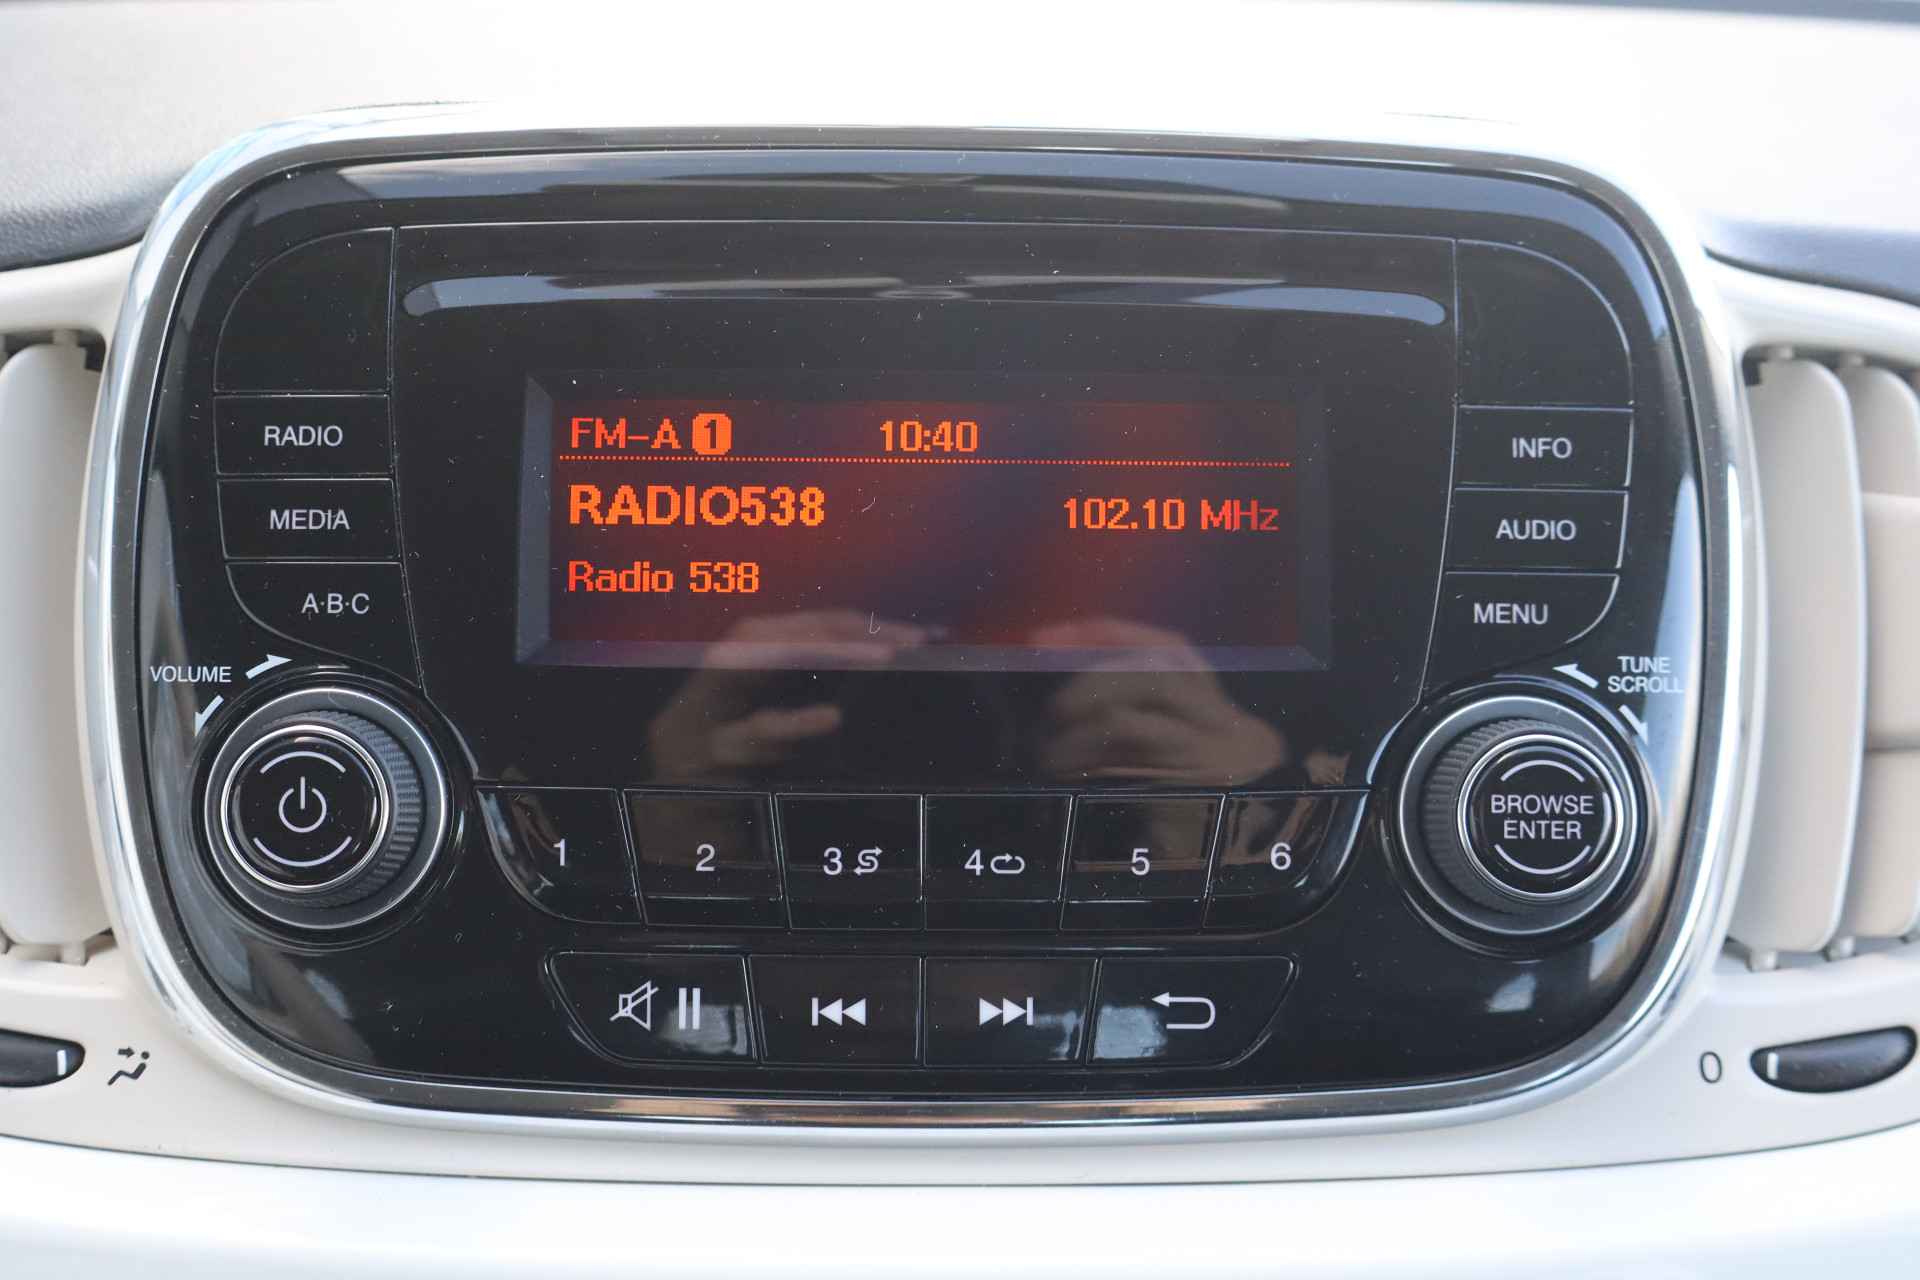 FM-A 1 10:40
RADIO538 102.10 MHz
Radio 538
RADIO
MEDIA
A·B·C
VOLUME
INFO
AUDIO
MENU
TUNE
SCROLL
BROWSE
ENTER
1 2 3 4 5 6
0